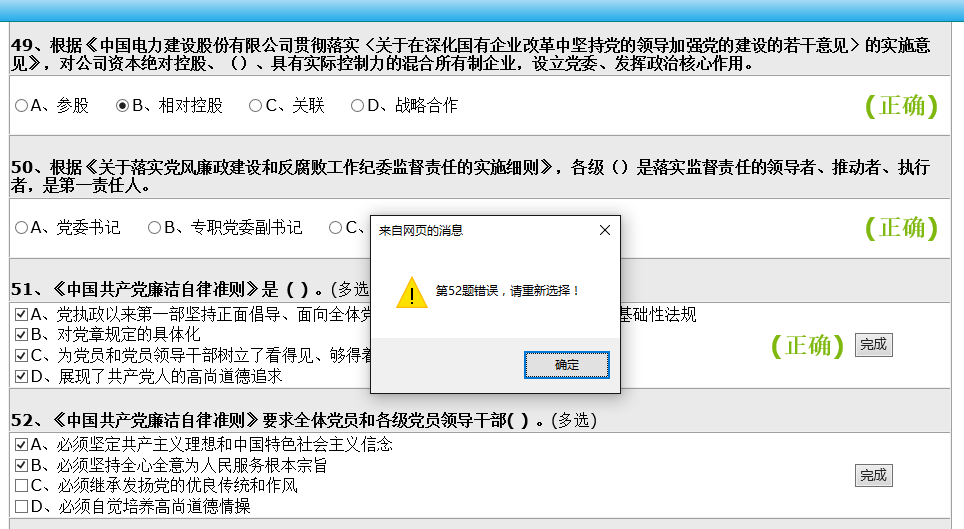 49、根据《中国电力建设股份有限公司贯彻落实〈关于在深化国有企业改革中坚持党的领导加强党的建设的若干意见〉的实施意
见》，对公司资本绝对控股、（）、具有实际控制力的混合所有制企业，设立党委、发挥政治核心作用。
A、参股 B、相对控股 C、关联 D、战略合作 (正确)
50、根据《关于落实党风廉政建设和反腐败工作纪委监督责任的实施细则》，各级（）是落实监督责任的领导者、推动者、执行
者，是第一责任人。
A、党委书记 B、专职党委副书记 C、 (正确)
来自网页的消息
第52题错误，请重新选择！
确定
51、《中国共产党廉洁自律准则》是（ ）。(多选
A、党执政以来第一部坚持正面倡导、面向全体党 基础性法规
B、对党章规定的具体化
C、为党员和党员领导干部树立了看得见、够得着 (正确) 完成
D、展现了共产党人的高尚道德追求
52、《中国共产党廉洁自律准则》要求全体党员和各级党员领导干部( ) 。(多选)
A、必须坚定共产主义理想和中国特色社会主义信念
B、必须坚持全心全意为人民服务根本宗旨
C、必须继承发扬党的优良传统和作风 完成
D、必须自觉培养高尚道德情操